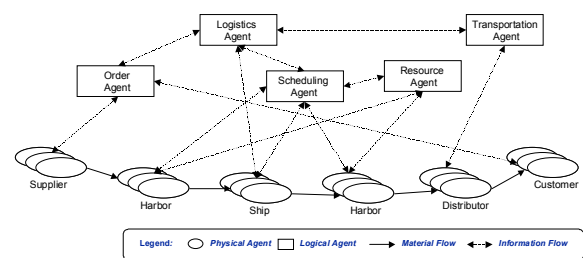 Logistics
Agent
Transportation
Agent
Order
Agent
Scheduling
Agent
Resource
Agent
Supplier
Harbor
Ship
Harbor
Distributor
Customer
Legend: Physical Agent Logical Agent Material Flow Information Flow